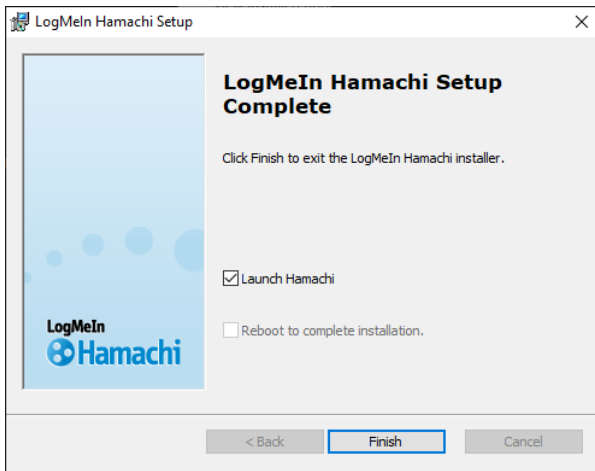 LogMeIn Hamachi Setup
LogMeIn Hamachi Setup
Complete
Click Finish to exit the LogMeIn Hamachi installer.
Launch Hamachi
Reboot to complete installation.
LogMeIn
Hamachi
< Back
Finish
Cancel